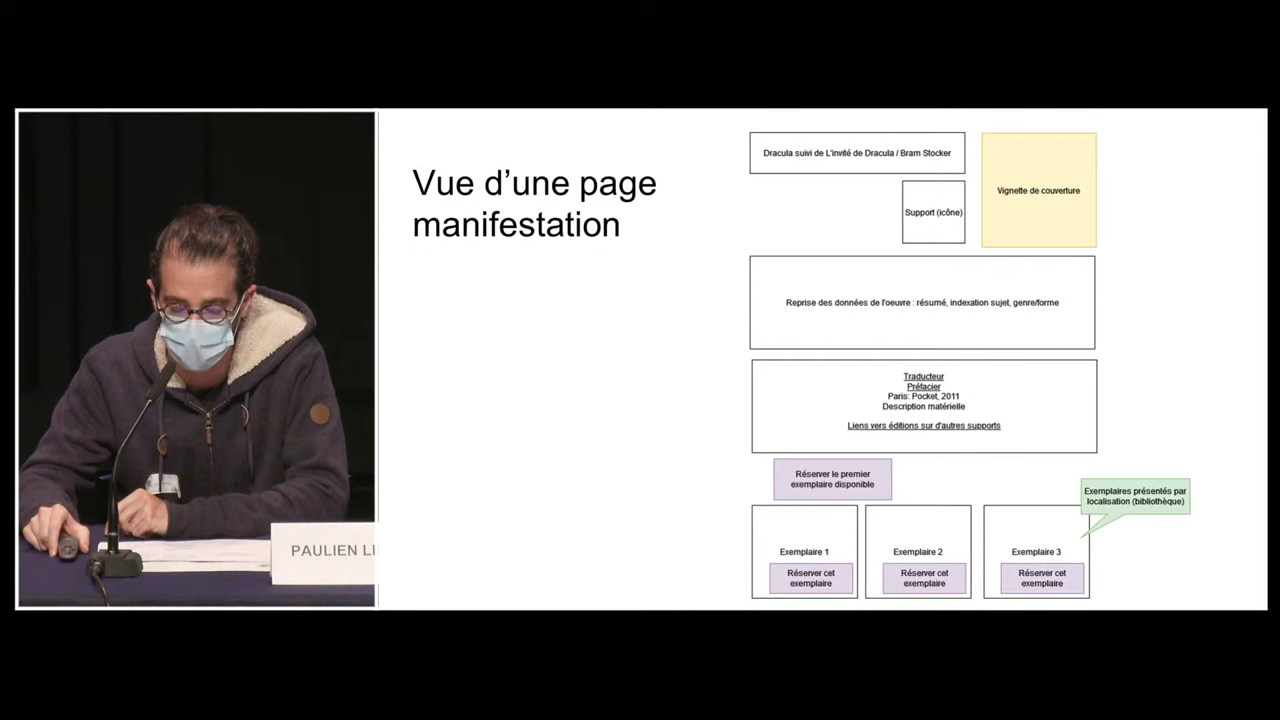 Vue d’une page
manifestation
Dracula suivi de L'invité de Dracula / Bram Stocker
Support (icône)
Vignette de couverture
Reprise des données de l'oeuvre : résumé, indexation sujet, genre/forme
Traducteur
Préfacier
Paris: Pocket, 2011
Description matérielle
Liens vers éditions sur d'autres supports
Réserver le premier
exemplaire disponible
Exemplaires présentés par
localisation (bibliothèque)
Exemplaire 1
Réserver cet
exemplaire
Exemplaire 2
Réserver cet
exemplaire
Exemplaire 3
Réserver cet
exemplaire
PAULIEN LI